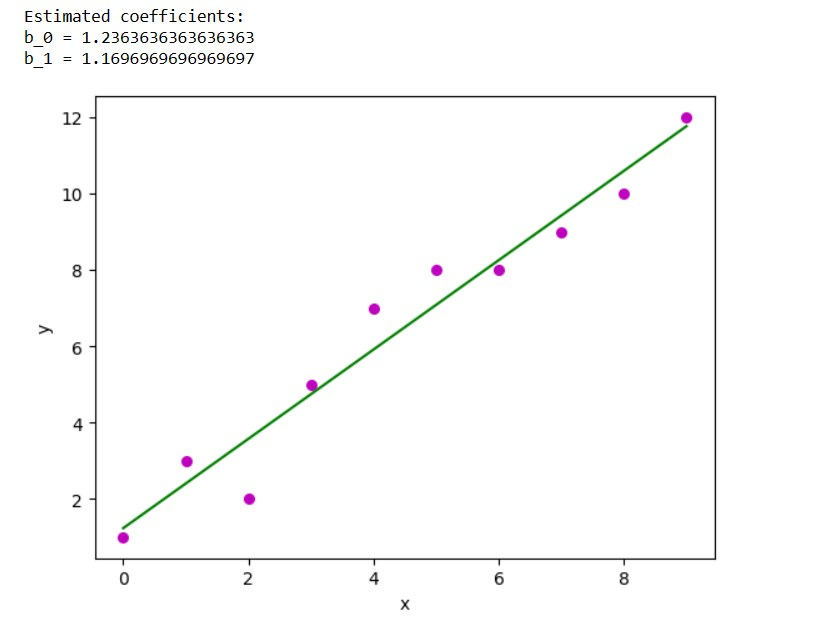 Estimated coefficients:
b_0 = 1.2363636363636363
b_1 = 1.1696969696969697
12
10
8
6
4
2
y
0 2 4 6 8
x